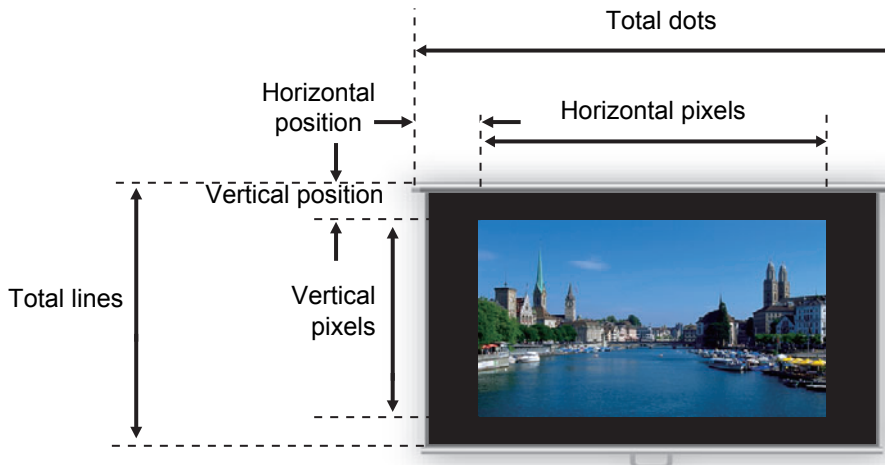 Total dots
Horizontal
position
Horizontal pixels
Vertical position
Total lines
Vertical
pixels